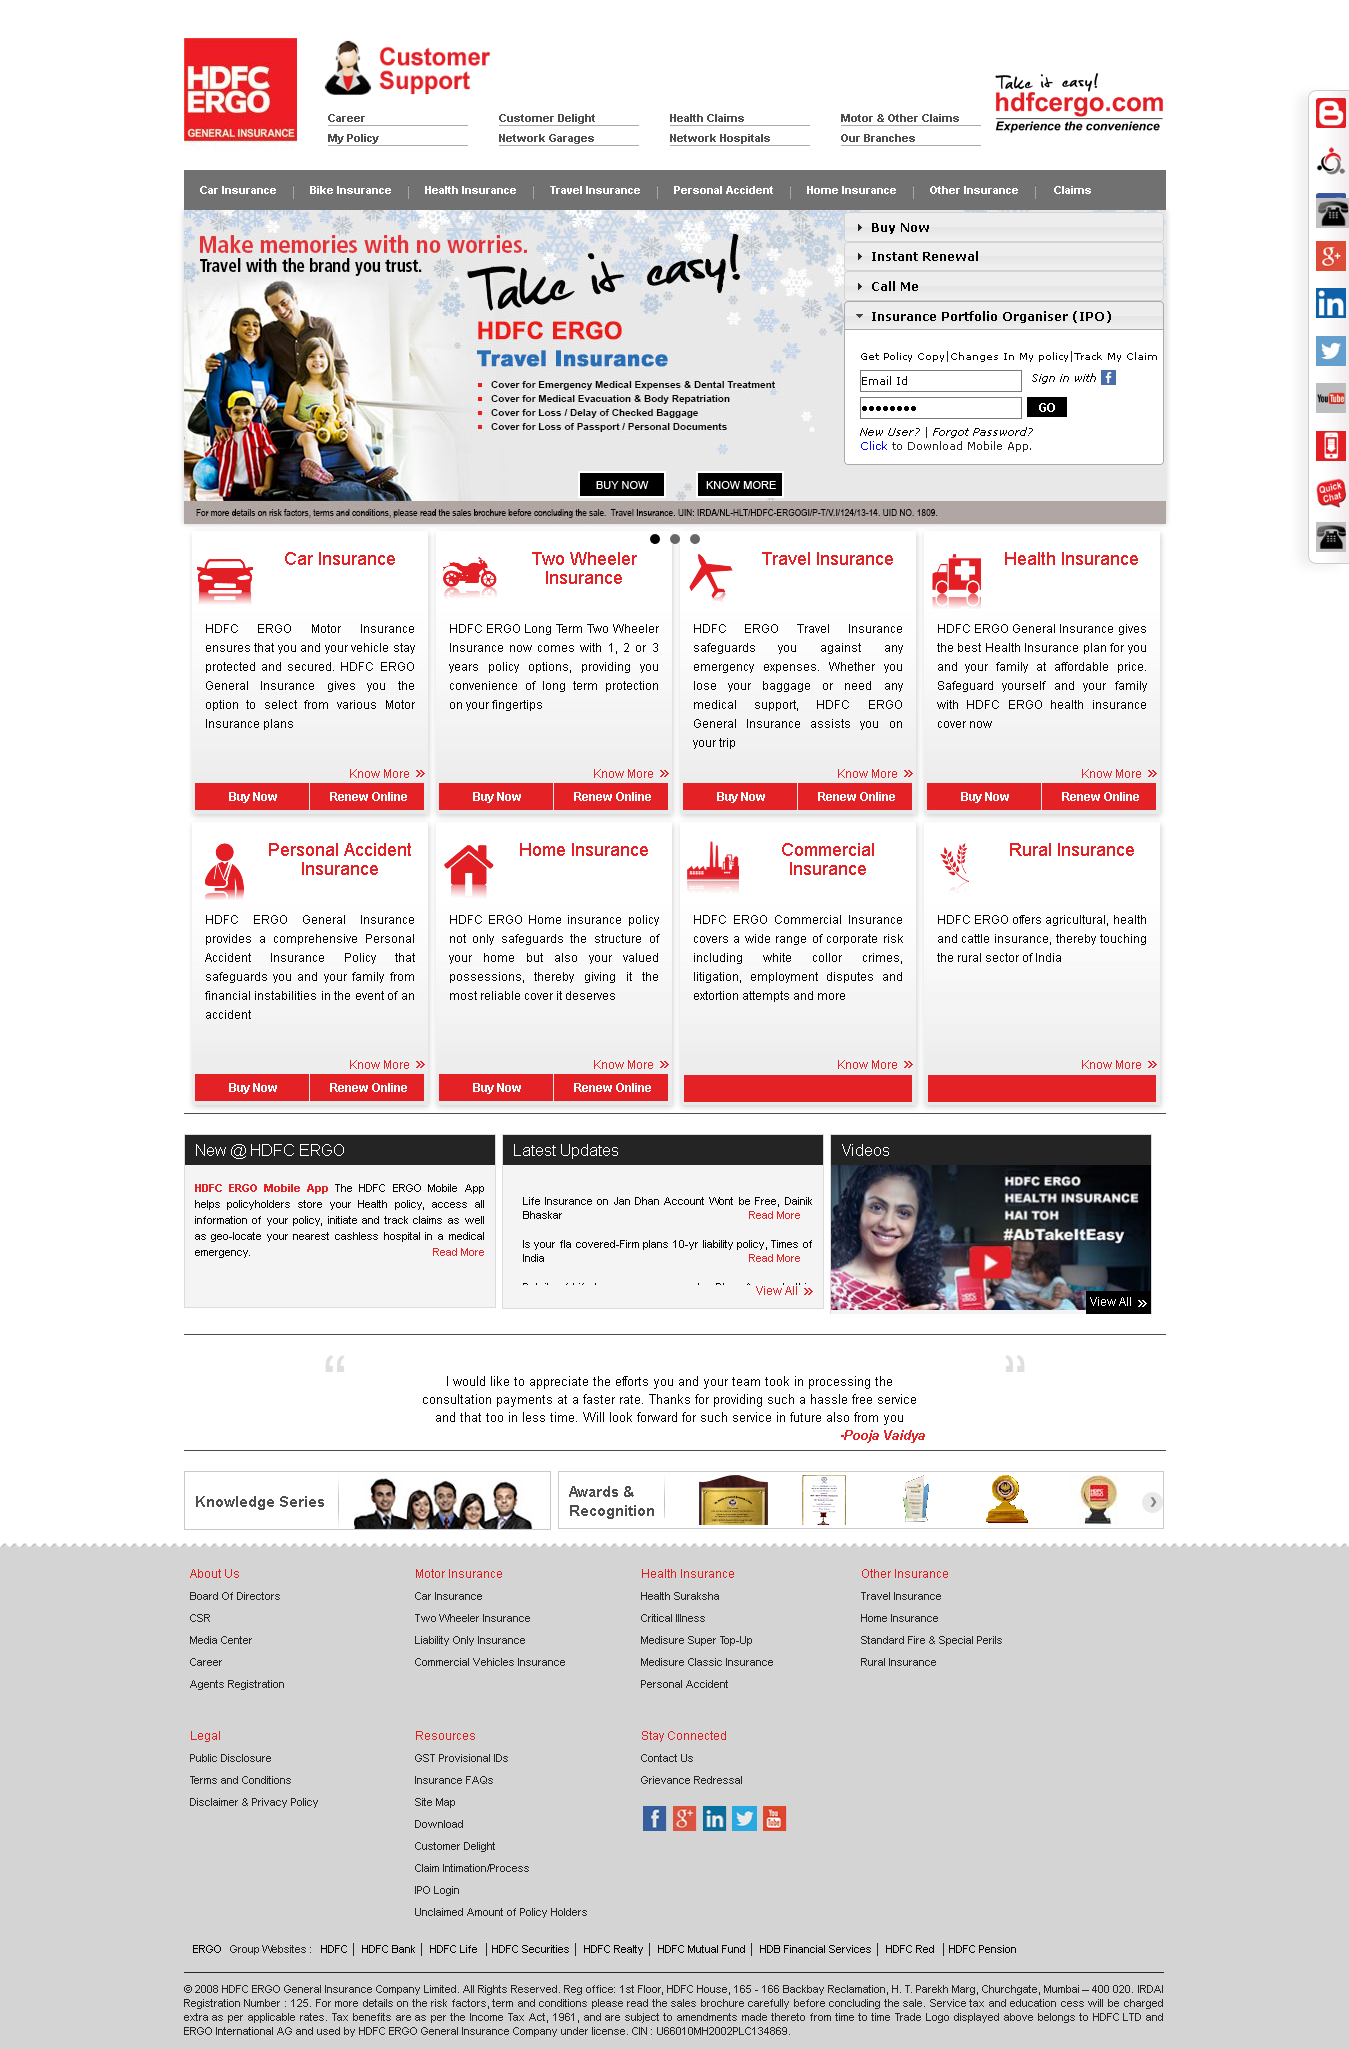 HDFC
ERGO
GENERAL INSURANCE
Customer
Support
Career
Customer Delight
Health Claims
Motor & Other Claims
My Policy
Network Garages
Network Hospitals
Our Branches
Take it easy!
hdfcergo.com
Experience the convenience
Car Insurance
Bike Insurance
Health Insurance
Travel Insurance
Personal Accident
Home Insurance
Other Insurance
Claims
Make memories with no worries.
Travel with the brand you trust.
Take it easy!
HDFC ERGO
Travel Insurance
Cover for Emergency Medical Expenses & Dental Treatment
Cover for Medical Evacuation & Body Repatriation
Cover for Loss / Delay of Checked Baggage
Cover for Loss of Passport / Personal Documents
BUY NOW
KNOW MORE
For more details on risk factors, terms and conditions, please read the sales brochure before concluding the sale. Travel Insurance. UIN: IRDA/NL-HLT/HDFC-ERGOGI/P-T/V.I/124/13-14. UID NO. 1809.
Buy Now
Instant Renewal
Call Me
Insurance Portfolio Organiser (IPO)
Get Policy Copy|Changes In My policy|Track My Claim
Email Id
Sign in with
GO
New User? | Forgot Password?
Click to Download Mobile App.
You Tube
Quick
Chat
Car Insurance
HDFC ERGO Motor Insurance
ensures that you and your vehicle stay
protected and secured. HDFC ERGO
General Insurance gives you the
option to select from various Motor
Insurance plans
Know More »
Buy Now
Renew Online
Two Wheeler
Insurance
HDFC ERGO Long Term Two Wheeler
Insurance now comes with 1, 2 or 3
years policy options, providing you
convenience of long term protection
on your fingertips
Know More »
Buy Now
Renew Online
Travel Insurance
HDFC ERGO Travel Insurance
safeguards you against any
emergency expenses. Whether you
lose your baggage or need any
medical support, HDFC ERGO
General Insurance assists you on
your trip
Know More »
Buy Now
Renew Online
Health Insurance
HDFC ERGO General Insurance gives
the best Health Insurance plan for you
and your family at affordable price.
Safeguard yourself and your family
with HDFC ERGO health insurance
cover now
Know More »
Buy Now
Renew Online
Personal Accident
Insurance
HDFC ERGO General Insurance
provides a comprehensive Personal
Accident Insurance Policy that
safeguards you and your family from
financial instabilities in the event of an
accident
Know More »
Buy Now
Renew Online
Home Insurance
HDFC ERGO Home insurance policy
not only safeguards the structure of
your home but also your valued
possessions, thereby giving it the
most reliable cover it deserves
Know More »
Buy Now
Renew Online
Commercial
Insurance
HDFC ERGO Commercial Insurance
covers a wide range of corporate risk
including white collor crimes,
litigation, employment disputes and
extortion attempts and more
Know More »
Rural Insurance
HDFC ERGO offers agricultural, health
and cattle insurance, thereby touching
the rural sector of India
Know More »
New @ HDFC ERGO
HDFC ERGO Mobile App The HDFC ERGO Mobile App
helps policyholders store your Health policy, access all
information of your policy, initiate and track claims as well
as geo-locate your nearest cashless hospital in a medical
emergency.
Read More
Latest Updates
Life Insurance on Jan Dhan Account Wont be Free, Dainik
Bhaskar
Read More
Is your fla covered-Firm plans 10-yr liability policy, Times of
India
Read More
View All »
Videos
HDFC ERGO
HEALTH INSURANCE
HAI TOH
#AbTakeItEasy
View All »
“
I would like to appreciate the efforts you and your team took in processing the
consultation payments at a faster rate. Thanks for providing such a hassle free service
and that too in less time. Will look forward for such service in future also from you
”
-Pooja Vaidya
Knowledge Series
Awards &
Recognition
About Us
Board Of Directors
CSR
Media Center
Career
Agents Registration
Motor Insurance
Car Insurance
Two Wheeler Insurance
Liability Only Insurance
Commercial Vehicles Insurance
Health Insurance
Health Suraksha
Critical Illness
Medisure Super Top-Up
Medisure Classic Insurance
Personal Accident
Other Insurance
Travel Insurance
Home Insurance
Standard Fire & Special Perils
Rural Insurance
Legal
Public Disclosure
Terms and Conditions
Disclaimer & Privacy Policy
Resources
GST Provisional IDs
Insurance FAQs
Site Map
Download
Customer Delight
Claim Intimation/Process
IPO Login
Unclaimed Amount of Policy Holders
Stay Connected
Contact Us
Grievance Redressal
ERGO Group Websites : HDFC | HDFC Bank | HDFC Life | HDFC Securities | HDFC Realty | HDFC Mutual Fund | HDB Financial Services | HDFC Red | HDFC Pension
© 2008 HDFC ERGO General Insurance Company Limited. All Rights Reserved. Reg office: 1st Floor, HDFC House, 165 - 166 Backbay Reclamation, H. T. Parekh Marg, Churchgate, Mumbai – 400 020. IRDAI
Registration Number : 125. For more details on the risk factors, term and conditions please read the sales brochure carefully before concluding the sale. Service tax and education cess will be charged
extra as per applicable rates. Tax benefits are as per the Income Tax Act, 1961, and are subject to amendments made thereto from time to time Trade Logo displayed above belongs to HDFC LTD and
ERGO International AG and used by HDFC ERGO General Insurance Company under license. CIN : U66010MH2002PLC134869.